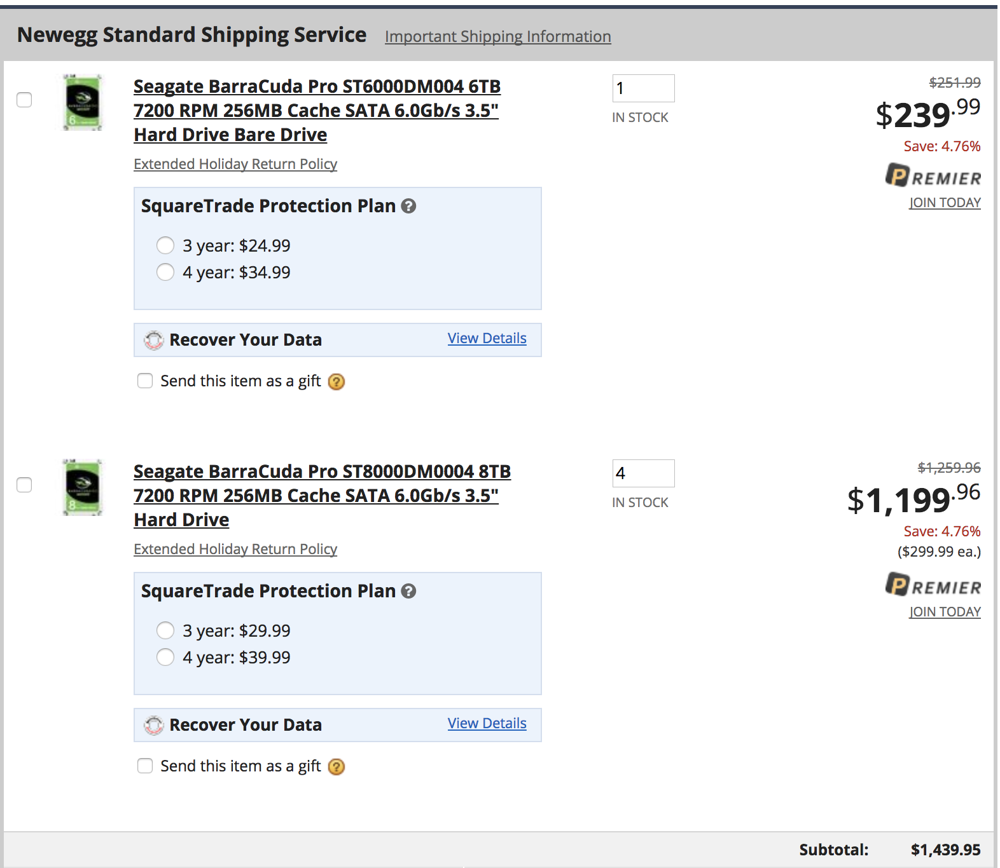 Newegg Standard Shipping Service Important Shipping Information
Seagate BarraCuda Pro ST6000DM004 6TB
7200 RPM 256MB Cache SATA 6.0Gb/s 3.5"
Hard Drive Bare Drive
1
IN STOCK
$251.99
$239.99
Save: 4.76%
PREMIER
JOIN TODAY
Extended Holiday Return Policy
SquareTrade Protection Plan ?
3 year: $24.99
4 year: $34.99
Recover Your Data View Details
Send this item as a gift ?
6
Seagate BarraCuda Pro ST8000DM0004 8TB
7200 RPM 256MB Cache SATA 6.0Gb/s 3.5"
Hard Drive
4
IN STOCK
$1,259.96
$1,199.96
Save: 4.76%
($299.99 ea.)
PREMIER
JOIN TODAY
Extended Holiday Return Policy
SquareTrade Protection Plan ?
3 year: $29.99
4 year: $39.99
Recover Your Data View Details
Send this item as a gift ?
8
Subtotal: $1,439.95